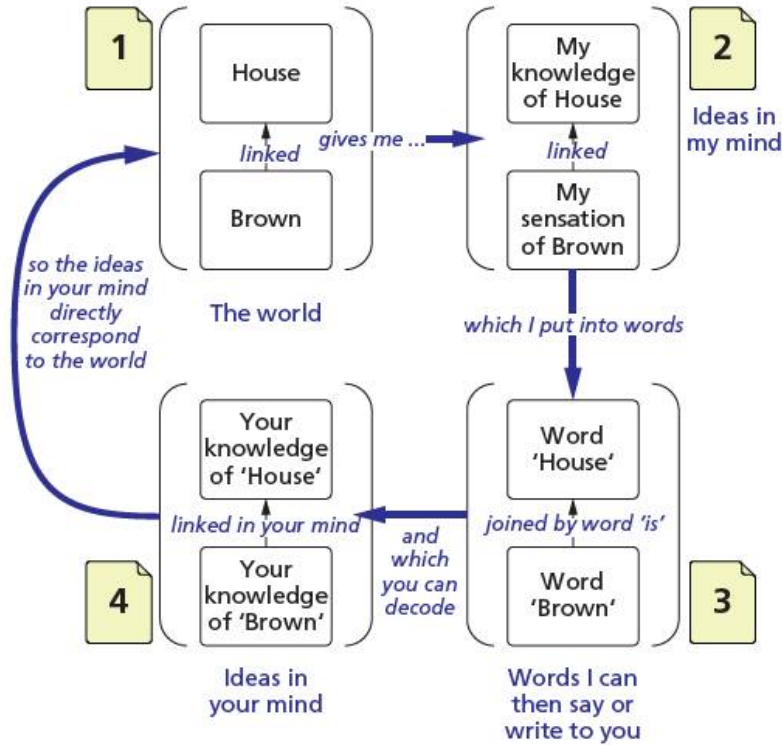 1
House
linked
Brown
The world
gives me ...
2
My
knowledge
of House
linked
My
sensation
of Brown
Ideas in
my mind
which I put into words
3
Word
‘House‘
joined by word ‘is’
Word
‘Brown‘
Words I can
then say or
write to you
and
which
you can
decode
4
Your
knowledge
of ‘House‘
linked in your mind
Your
knowledge
of ‘Brown‘
Ideas in
your mind
so the ideas
in your mind
directly
correspond
to the world